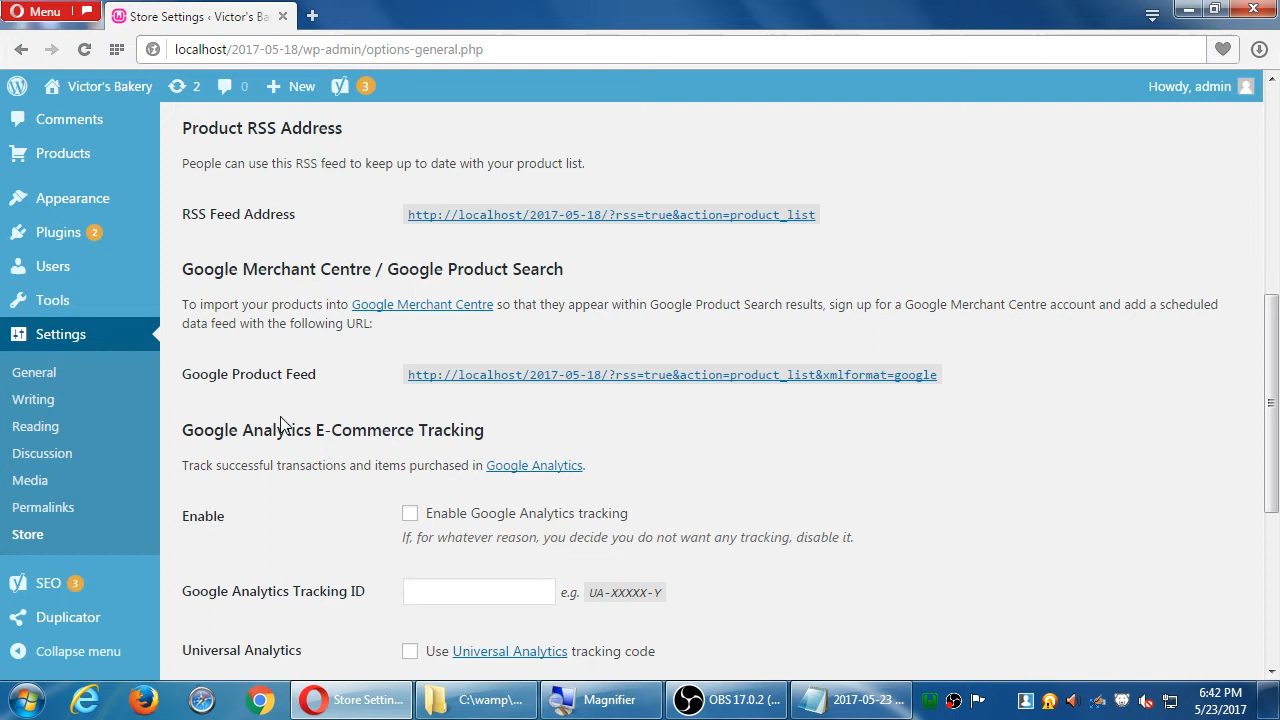 Menu
Store Settings ‹ Victor's Ba
localhost/2017-05-18/wp-admin/options-general.php
Victor's Bakery
2
0
New
3
Howdy, admin
Comments
Products
Appearance
Plugins 2
Users
Tools
Settings
General
Writing
Reading
Discussion
Media
Permalinks
Store
SEO 3
Duplicator
Collapse menu
Product RSS Address
People can use this RSS feed to keep up to date with your product list.
RSS Feed Address
http://localhost/2017-05-18/?rss=true&action=product_list
Google Merchant Centre / Google Product Search
To import your products into Google Merchant Centre so that they appear within Google Product Search results, sign up for a Google Merchant Centre account and add a scheduled
data feed with the following URL:
Google Product Feed
http://localhost/2017-05-18/?rss=true&action=product_list&xmlformat=google
Google Analytics E-Commerce Tracking
Track successful transactions and items purchased in Google Analytics.
Enable
Enable Google Analytics tracking
If, for whatever reason, you decide you do not want any tracking, disable it.
Google Analytics Tracking ID
e.g. UA-XXXXX-Y
Universal Analytics
Use Universal Analytics tracking code
Store Settin...
C:\wamp\...
Magnifier
OBS 17.0.2 (...
2017-05-23 ...
6:42 PM
5/23/2017